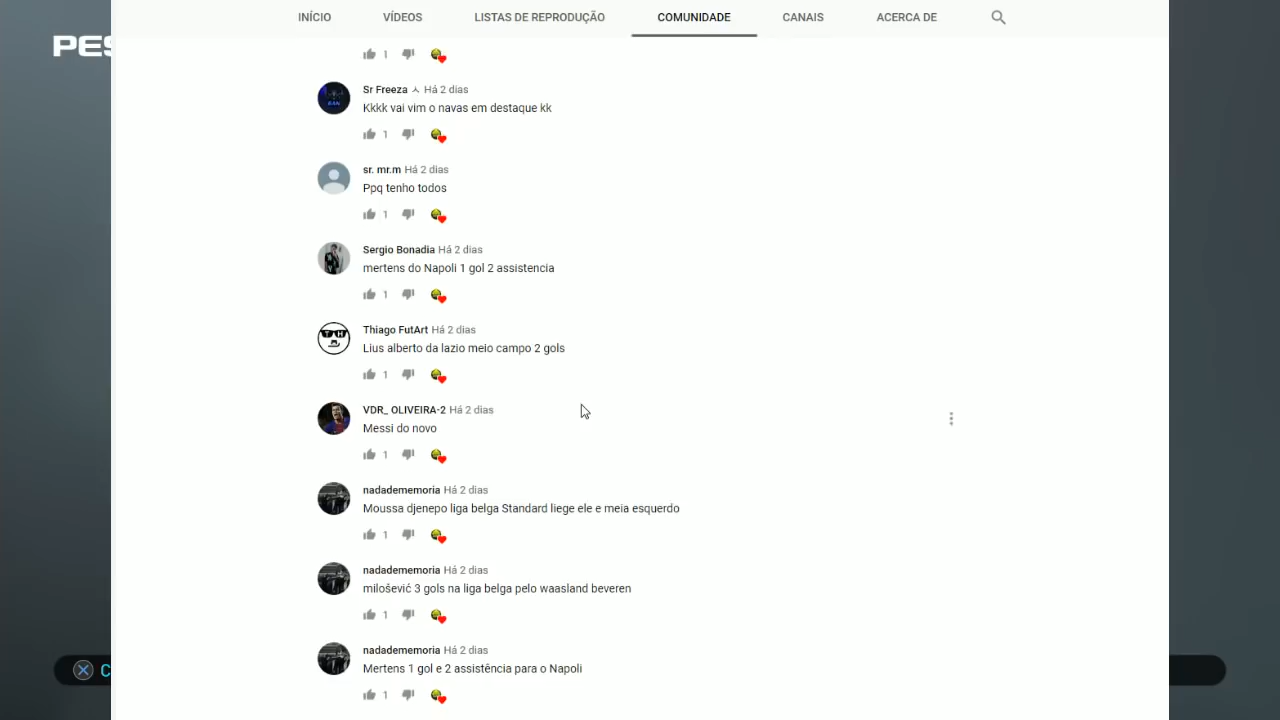 INÍCIO VÍDEOS LISTAS DE REPRODUÇÃO COMUNIDADE CANAIS ACERCA DE
PES
1
Sr Freeza ㅅ Há 2 dias
Kkkk vai vim o navas em destaque kk
1
sr. mr.m Há 2 dias
Ppq tenho todos
1
Sergio Bonadia Há 2 dias
mertens do Napoli 1 gol 2 assistencia
1
Thiago FutArt Há 2 dias
Lius alberto da lazio meio campo 2 gols
1
VDR_ OLIVEIRA-2 Há 2 dias
Messi do novo
1
nadadememoria Há 2 dias
Moussa djenepo liga belga Standard liege ele e meia esquerdo
1
nadadememoria Há 2 dias
milošević 3 gols na liga belga pelo waasland beveren
1
nadadememoria Há 2 dias
Mertens 1 gol e 2 assistência para o Napoli
1